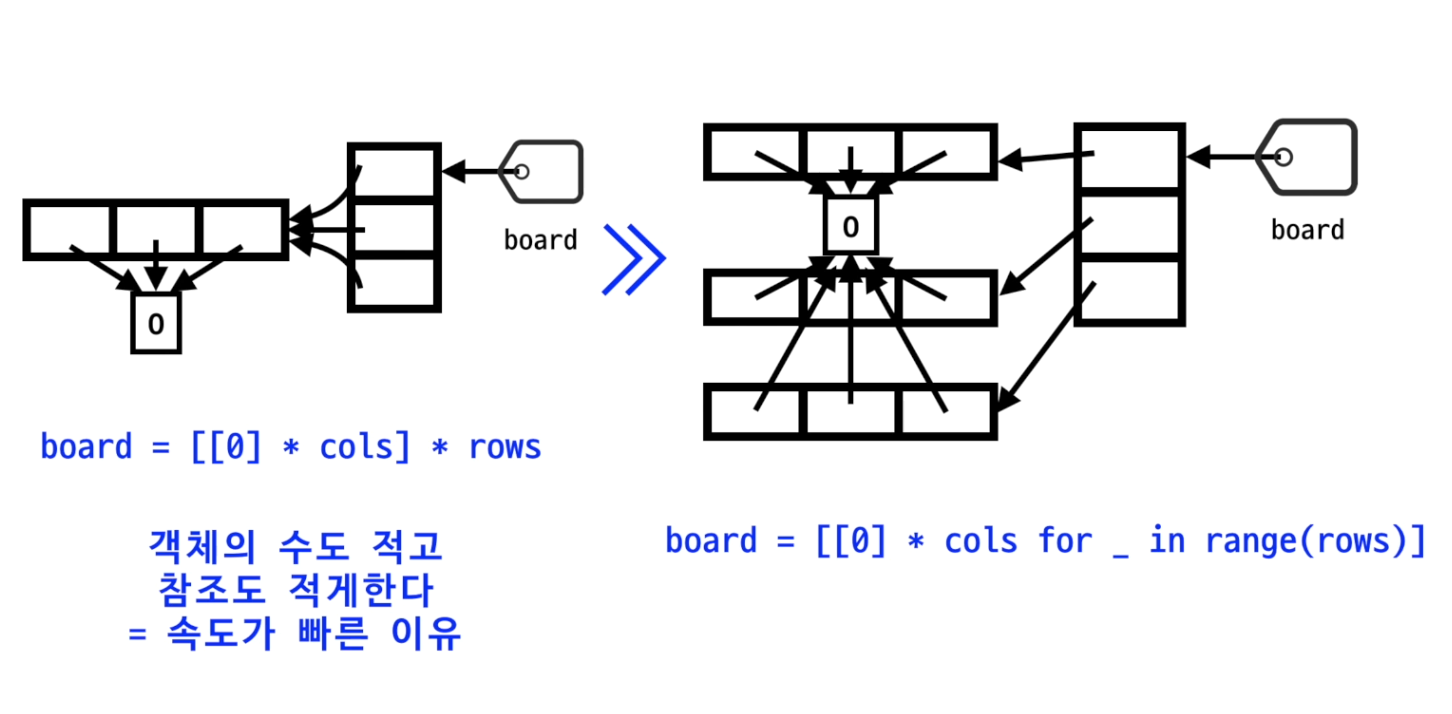 board
0
board = [[0] * cols] * rows
객체의 수도 적고
참조도 적게한다
= 속도가 빠른 이유
0
board
board = [[0] * cols for _ in range(rows)]